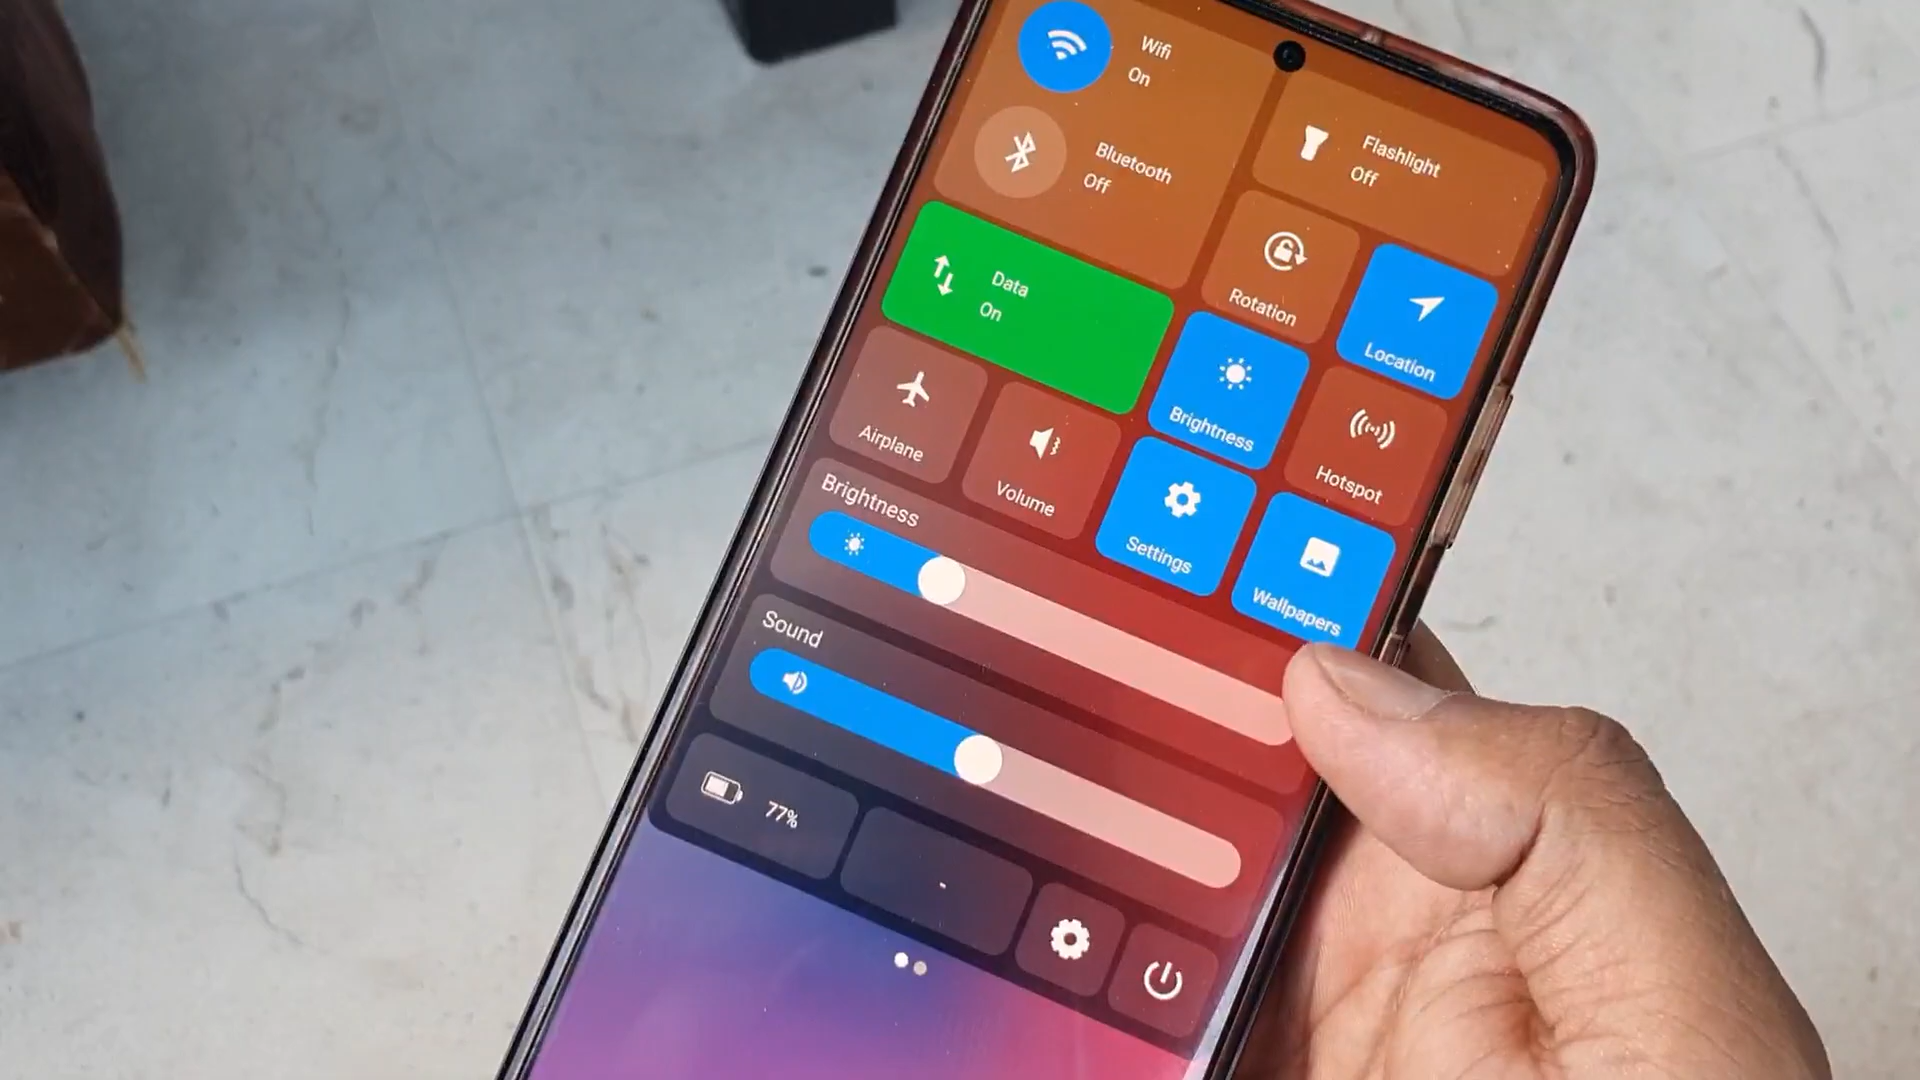 Wifi
On
Bluetooth
Off
Flashlight
Off
Data
On
Rotation
Location
Airplane
Volume
Brightness
Hotspot
Settings
Wallpapers
Brightness
Sound
77%
-